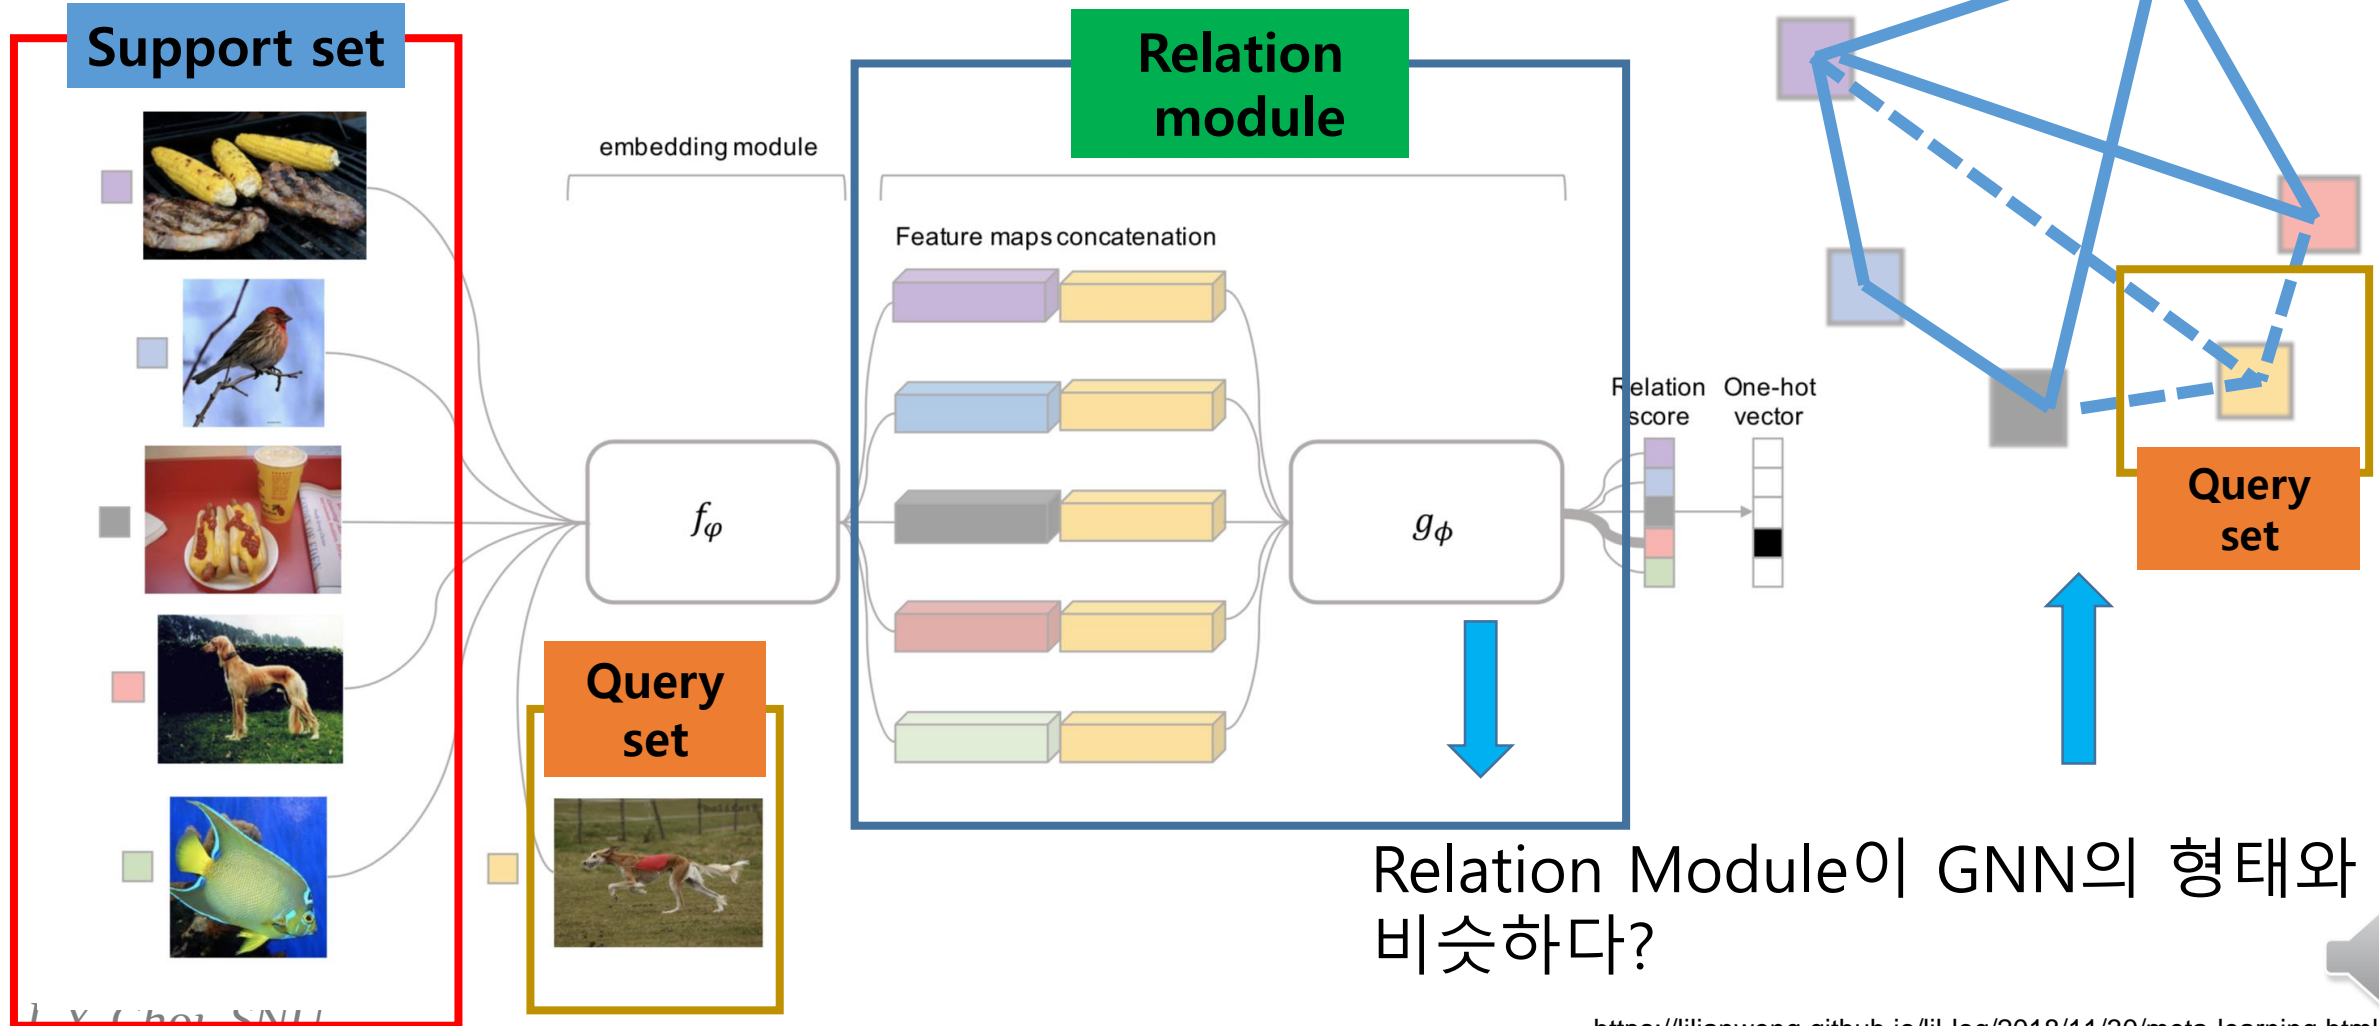 Support set
Relation
module
embedding module
Feature maps concatenation
Relation
score
One-hot
vector
fφ
gϕ
Query
set
Query
set
Relation Module이 GNN의 형태와
비슷하다?